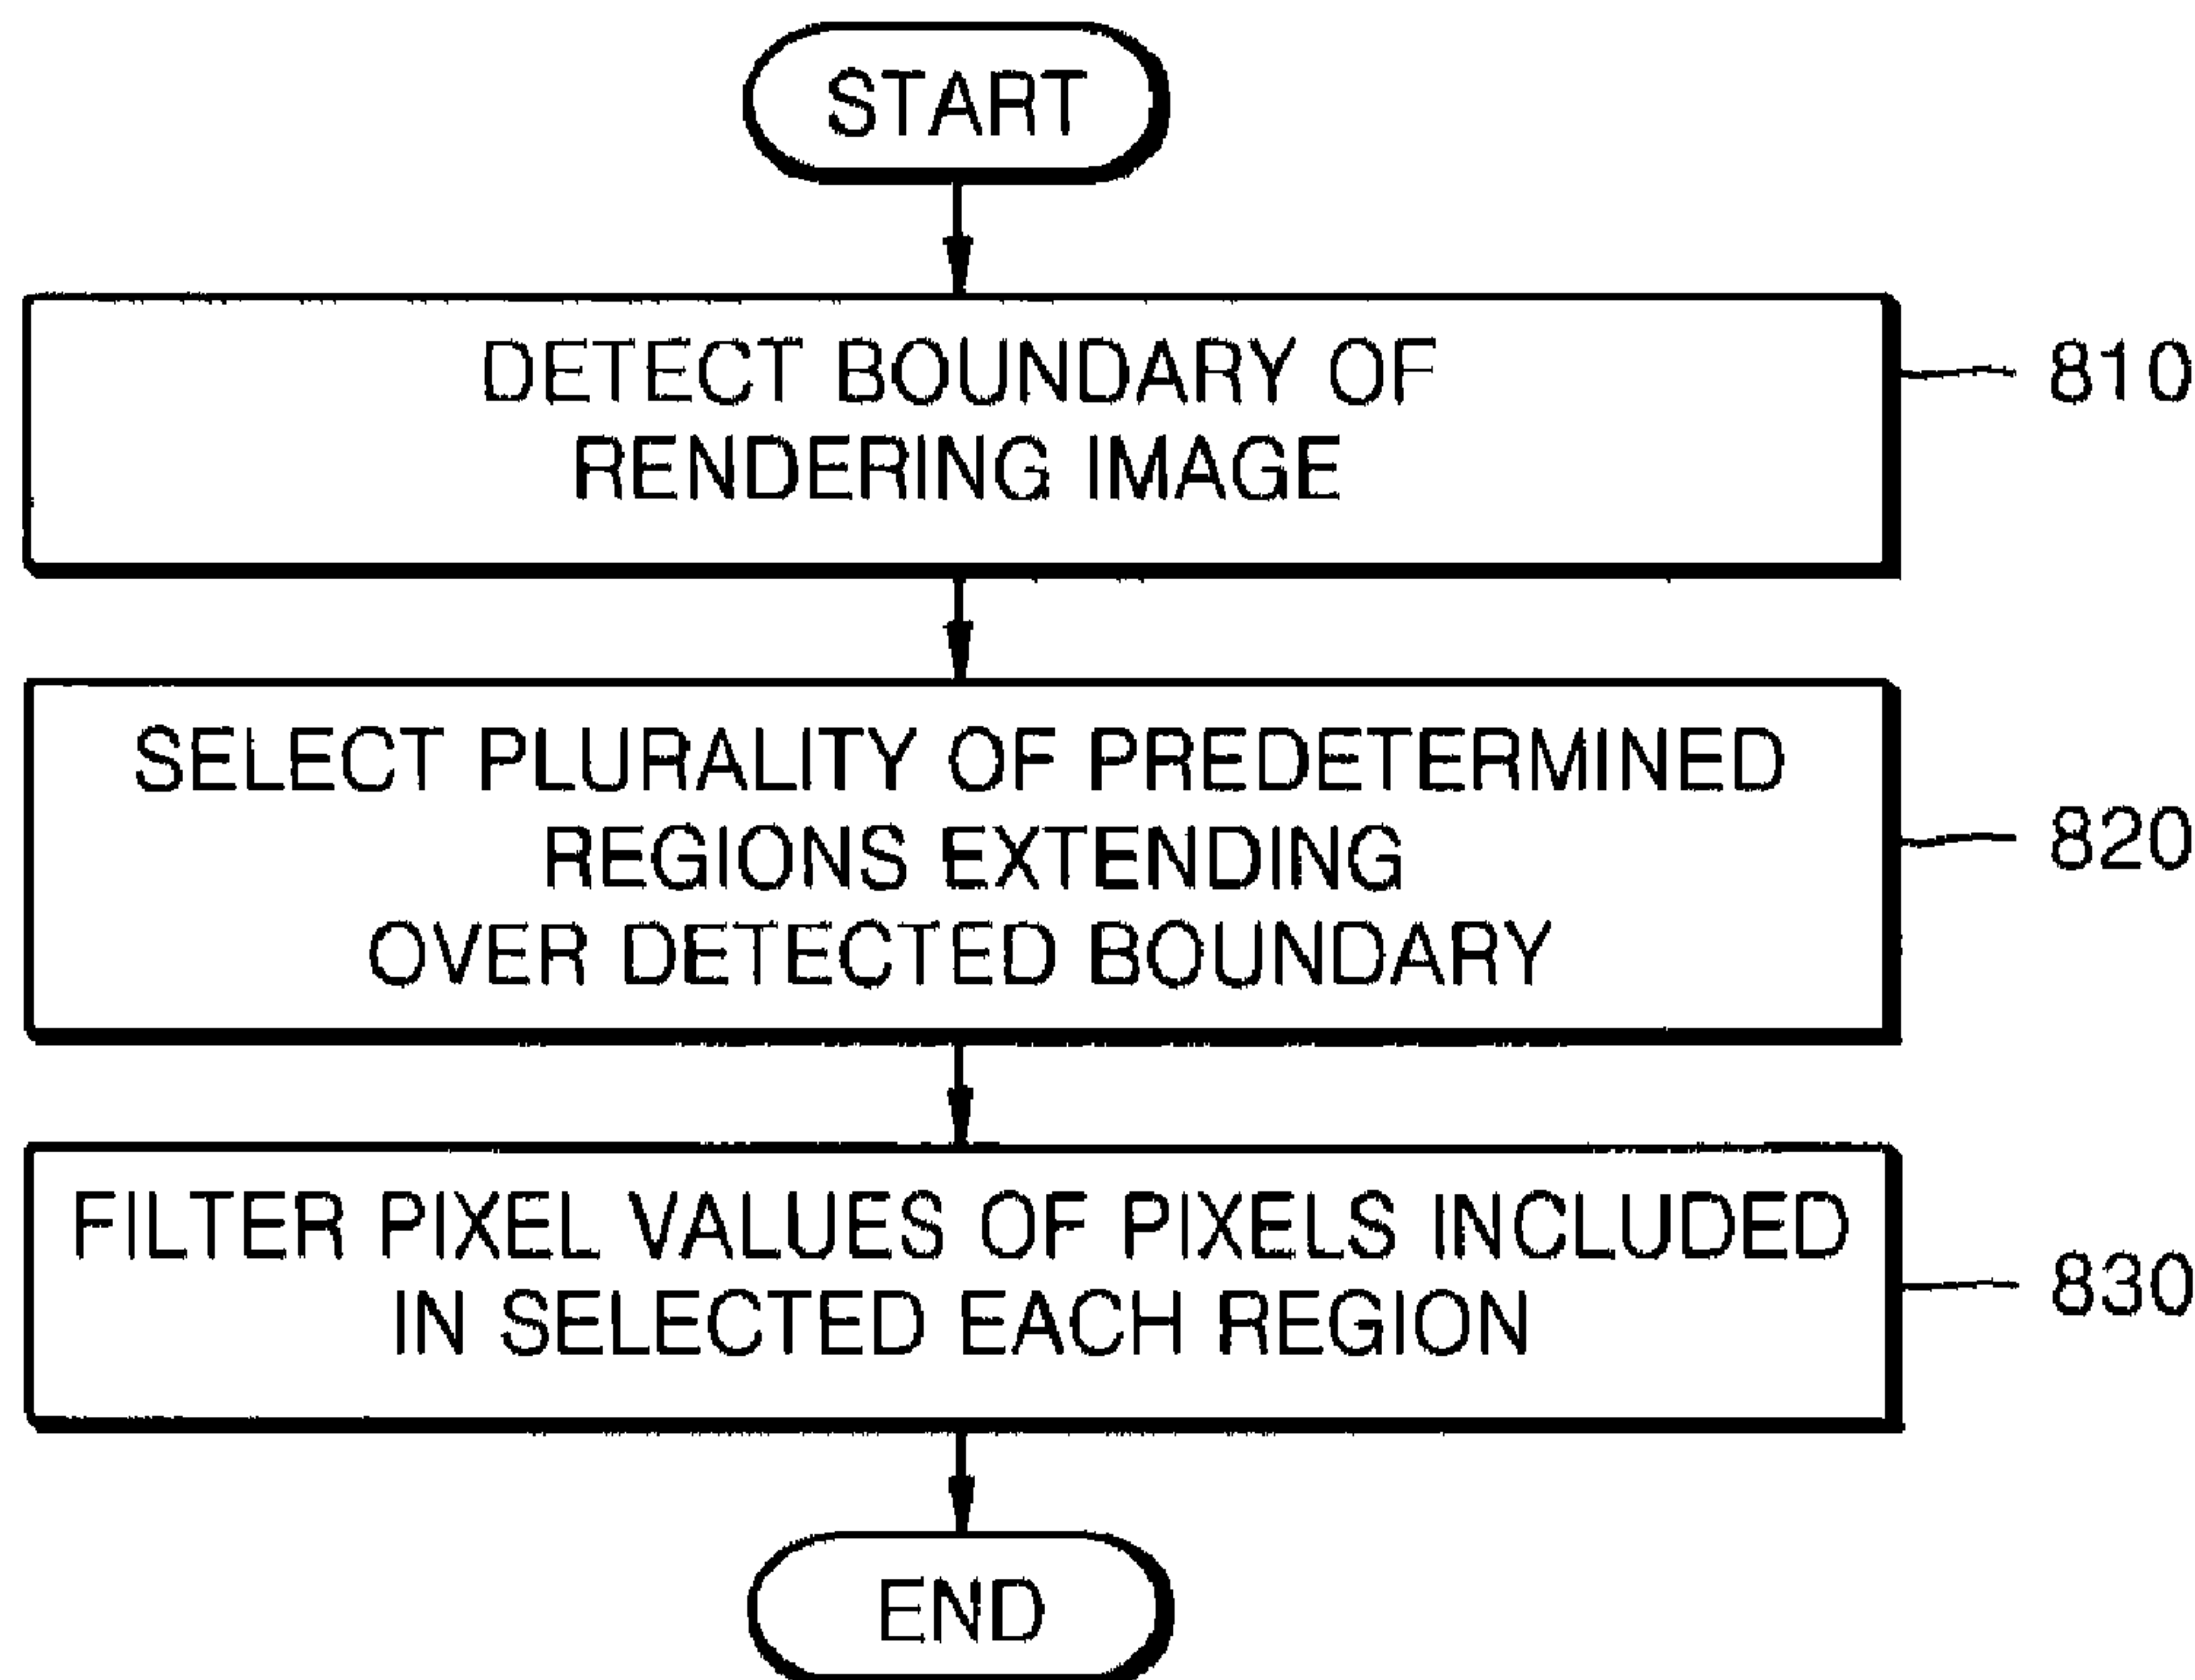 START
DETECT BOUNDARY OF
RENDERING IMAGE
810
SELECT PLURALITY OF PREDETERMINED
REGIONS EXTENDING
OVER DETECTED BOUNDARY
820
FILTER PIXEL VALUES OF PIXELS INCLUDED
IN SELECTED EACH REGION
830
END